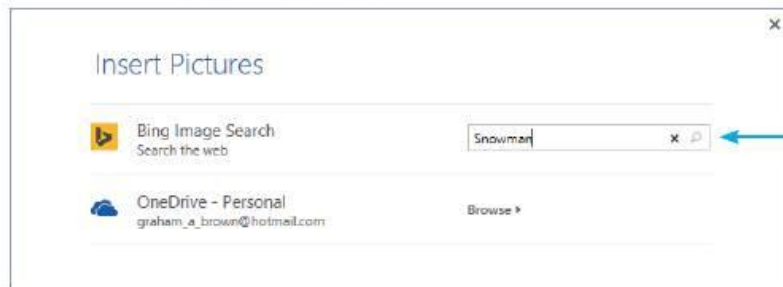 Insert Pictures
Bing Image Search
Search the web
Snowman
OneDrive - Personal
graham_a_brown@hotmail.com
Browse